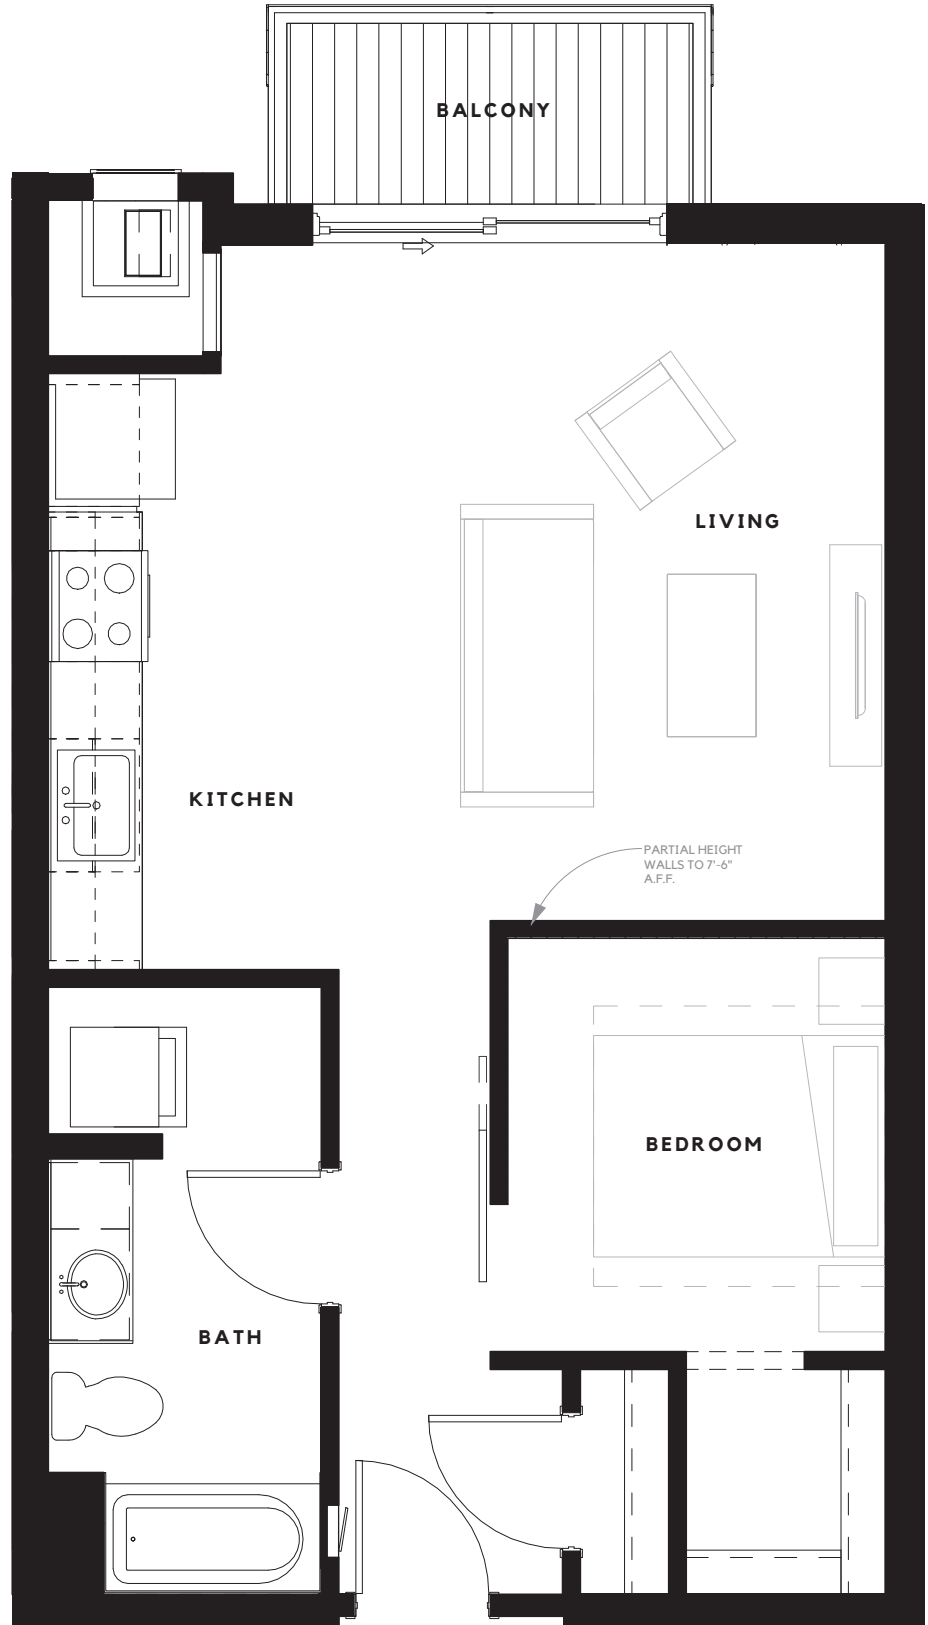 BALCONY
LIVING
KITCHEN
PARTIAL HEIGHT
WALLS TO 7'-6"
A.F.F.
BEDROOM
BATH